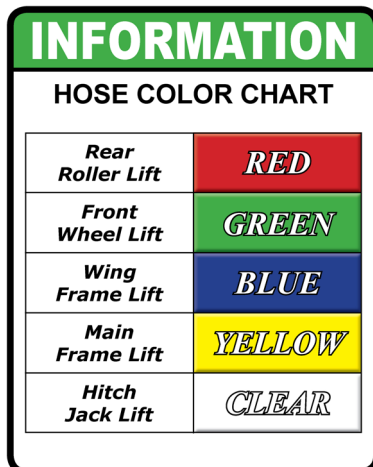 INFORMATION
HOSE COLOR CHART
Rear
Roller Lift
RED
Front
Wheel Lift
GREEN
Wing
Frame Lift
BLUE
Main
Frame Lift
YELLOW
Hitch
Jack Lift
CLEAR